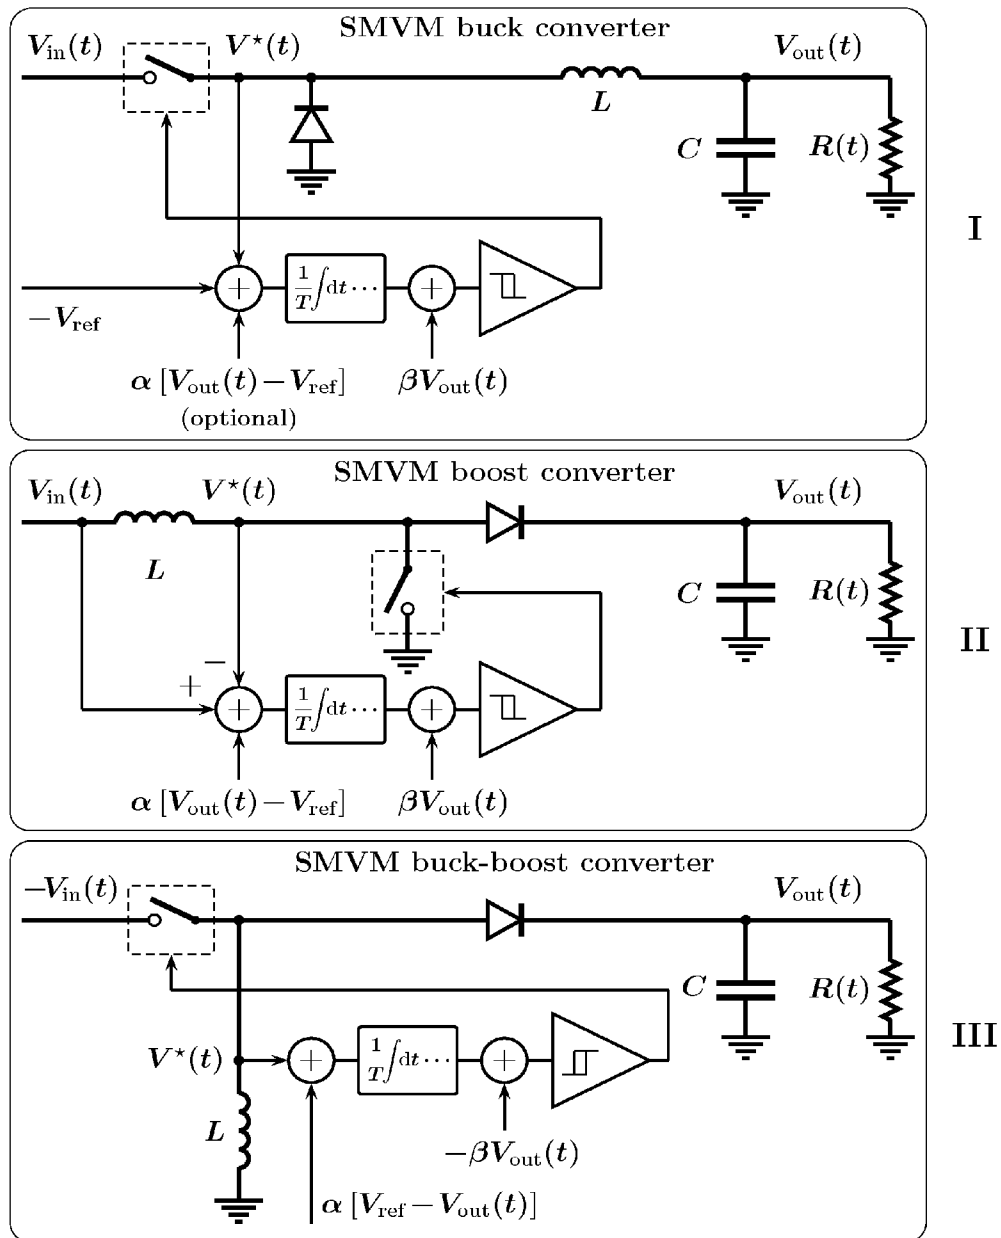 SMVM buck converter
V_in(t) V*(t) V_out(t)
L
C R(t)
I
1/T ∫dt···
+ +
−V_ref
α [V_out(t)−V_ref] βV_out(t)
(optional)
SMVM boost converter
V_in(t) V*(t) V_out(t)
L
C R(t)
II
−
+
1/T ∫dt···
+ +
α [V_out(t)−V_ref] βV_out(t)
SMVM buck-boost converter
−V_in(t) V_out(t)
C R(t)
III
V*(t)
1/T ∫dt···
+ +
L
−βV_out(t)
α [V_ref−V_out(t)]